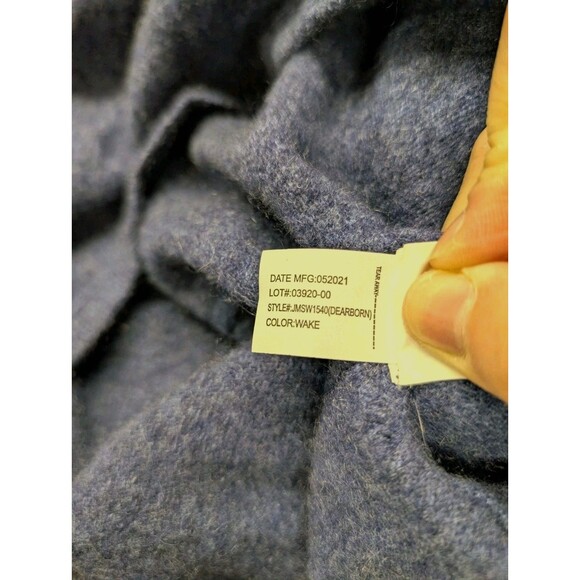 DATE MFG:052021
LOT#:03920-00
STYLE#:JMSW1540(DEARBORN)
COLOR:WAKE
TEAR AWAY